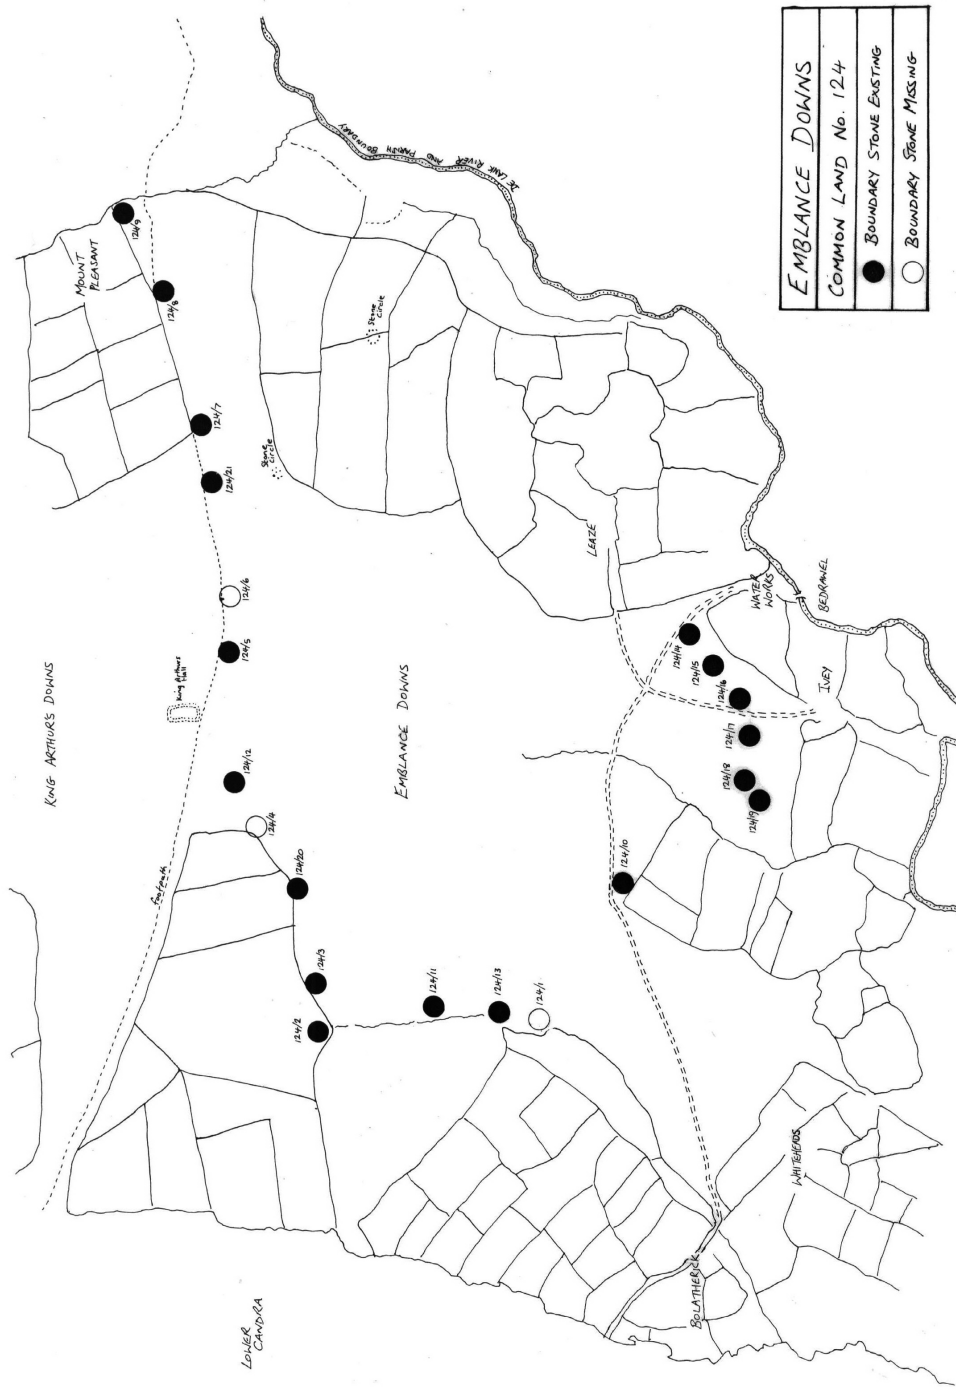 EMBLANCE DOWNS
COMMON LAND No. 124
BOUNDARY STONE EXISTING
BOUNDARY STONE MISSING
KING ARTHUR'S DOWNS
MOUNT
PLEASANT
124/9
124/8
124/7
124/21
124/6
124/5
King Arthurs
Hall
124/12
124/4
footpath
124/20
124/3
124/2
124/11
124/13
124/1
EMBLANCE DOWNS
Stone
Circle
Stone
Circle
DE LANK RIVER
AND PARISH BOUNDARY
LEAZE
WATER
WORKS
BEDRAWEL
IVEY
124/14
124/15
124/16
124/17
124/18
124/19
124/10
LOWER
CANDRA
BOLATHERICK
WHITEHEADS